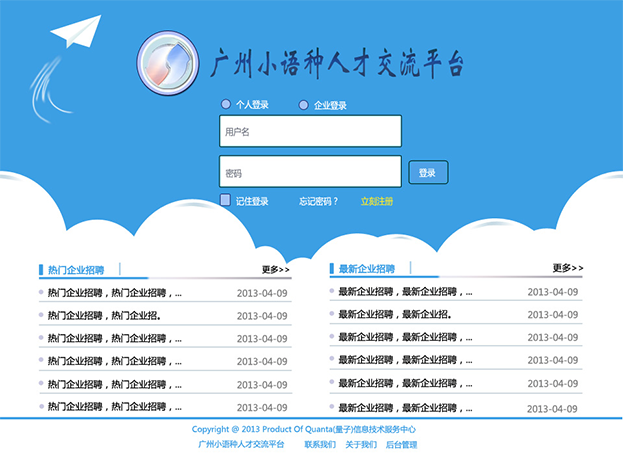 广州小语种人才交流平台
个人登录 企业登录
用户名
密码
登录
记住登录 忘记密码？ 立刻注册
热门企业招聘 更多>>
热门企业招聘，热门企业招聘，... 2013-04-09
热门企业招聘，热门企业招。 2013-04-09
热门企业招聘，热门企业招聘，... 2013-04-09
热门企业招聘，热门企业招聘，... 2013-04-09
热门企业招聘，热门企业招聘，... 2013-04-09
热门企业招聘，热门企业招聘，... 2013-04-09
最新企业招聘 更多>>
最新企业招聘，最新企业招聘，... 2013-04-09
最新企业招聘，最新企业招。 2013-04-09
最新企业招聘，最新企业招聘，... 2013-04-09
最新企业招聘，最新企业招聘，... 2013-04-09
最新企业招聘，最新企业招聘，... 2013-04-09
最新企业招聘，最新企业招聘，... 2013-04-09
Copyright @ 2013 Product Of Quanta(量子)信息技术服务中心
广州小语种人才交流平台 联系我们 关于我们 后台管理